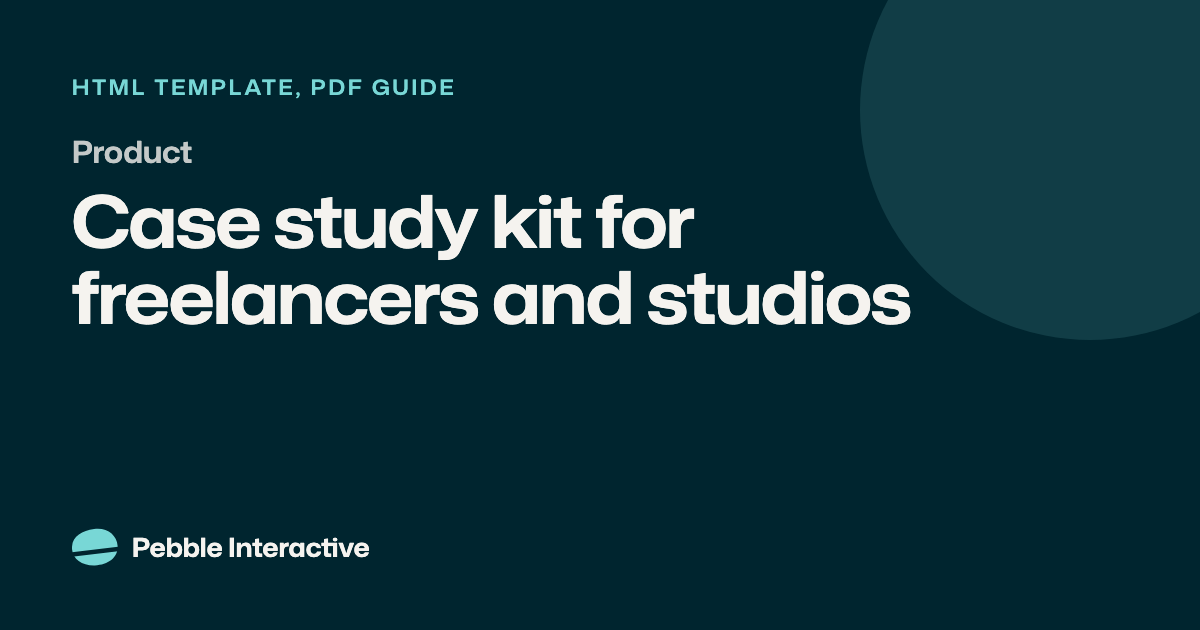 HTML TEMPLATE, PDF GUIDE
Product
Case study kit for
freelancers and studios
Pebble Interactive